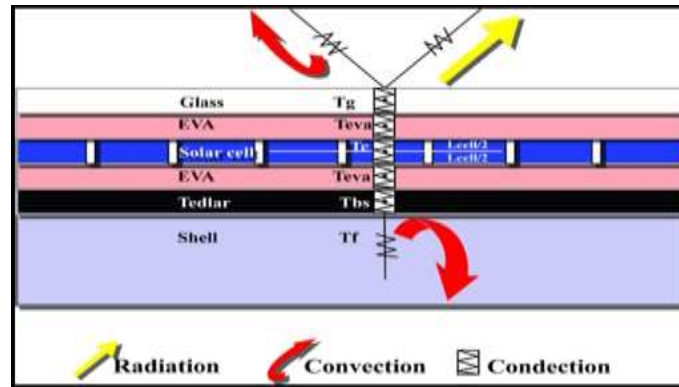 Glass Tg
EVA Teva
Solar cell Tc Lcell/2
Lcell/2
EVA Teva
Tedlar Tbs
Shell Tf
Radiation Convection Condection